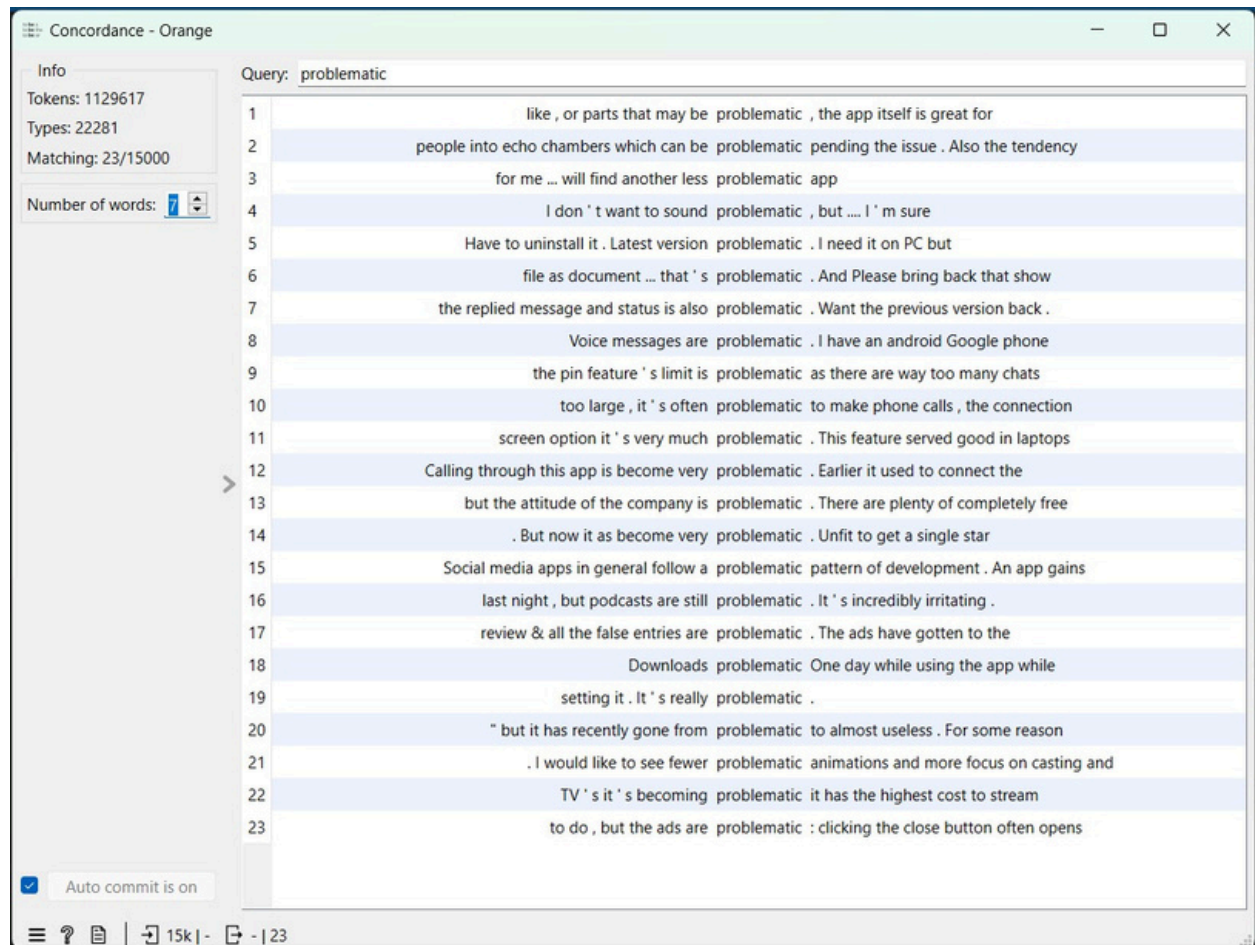 Concordance - Orange
Info
Tokens: 1129617
Types: 22281
Matching: 23/15000
Number of words: 7
Query: problematic
1 like , or parts that may be problematic , the app itself is great for
2 people into echo chambers which can be problematic pending the issue . Also the tendency
3 for me ... will find another less problematic app
4 I don ' t want to sound problematic , but .... I ' m sure
5 Have to uninstall it . Latest version problematic . I need it on PC but
6 file as document ... that ' s problematic . And Please bring back that show
7 the replied message and status is also problematic . Want the previous version back .
8 Voice messages are problematic . I have an android Google phone
9 the pin feature ' s limit is problematic as there are way too many chats
10 too large , it ' s often problematic to make phone calls , the connection
11 screen option it ' s very much problematic . This feature served good in laptops
12 Calling through this app is become very problematic . Earlier it used to connect the
13 but the attitude of the company is problematic . There are plenty of completely free
14 . But now it as become very problematic . Unfit to get a single star
15 Social media apps in general follow a problematic pattern of development . An app gains
16 last night , but podcasts are still problematic . It ' s incredibly irritating .
17 review & all the false entries are problematic . The ads have gotten to the
18 Downloads problematic One day while using the app while
19 setting it . It ' s really problematic .
20 " but it has recently gone from problematic to almost useless . For some reason
21 . I would like to see fewer problematic animations and more focus on casting and
22 TV ' s it ' s becoming problematic it has the highest cost to stream
23 to do , but the ads are problematic : clicking the close button often opens
Auto commit is on
15k | - - | 23